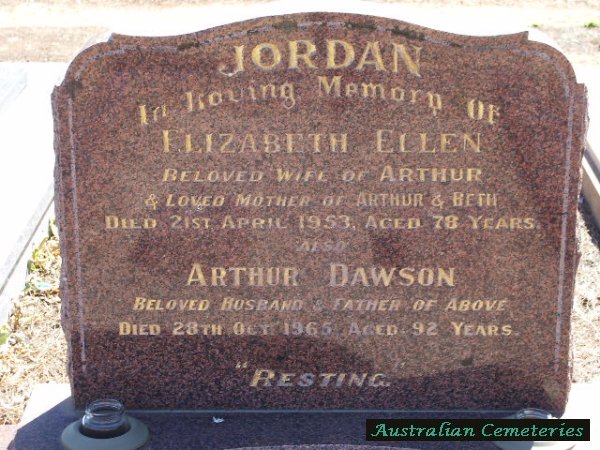 JORDAN
In Loving Memory Of
ELIZABETH ELLEN
BELOVED WIFE OF ARTHUR
& LOVED MOTHER OF ARTHUR & BETH
DIED 21ST APRIL 1953, AGED 78 YEARS.
ALSO
ARTHUR DAWSON
BELOVED HUSBAND & FATHER OF ABOVE
DIED 28TH OCT 1965, AGED 92 YEARS.
"RESTING."
Australian Cemeteries